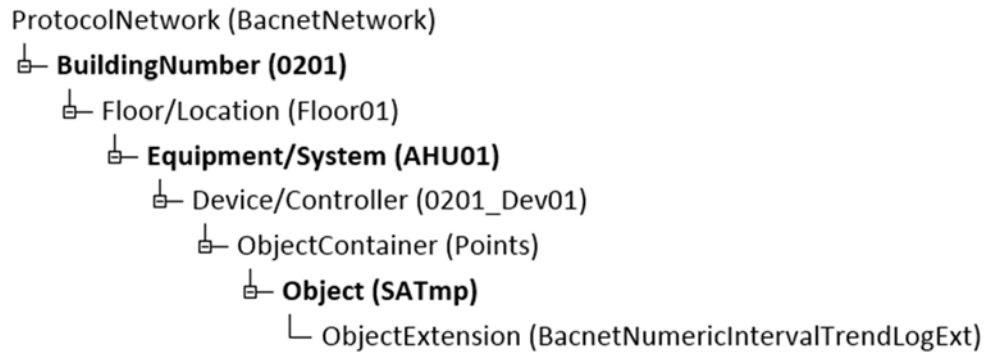 ProtocolNetwork (BacnetNetwork)
BuildingNumber (0201)
Floor/Location (Floor01)
Equipment/System (AHU01)
Device/Controller (0201_Dev01)
ObjectContainer (Points)
Object (SATmp)
ObjectExtension (BacnetNumericIntervalTrendLogExt)